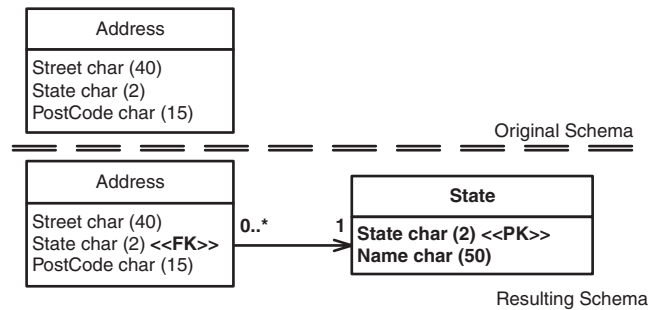 Address
Street char (40)
State char (2)
PostCode char (15)
Original Schema
Address
Street char (40)
State char (2) <<FK>>
PostCode char (15)
0..*
1
State
State char (2) <<PK>>
Name char (50)
Resulting Schema